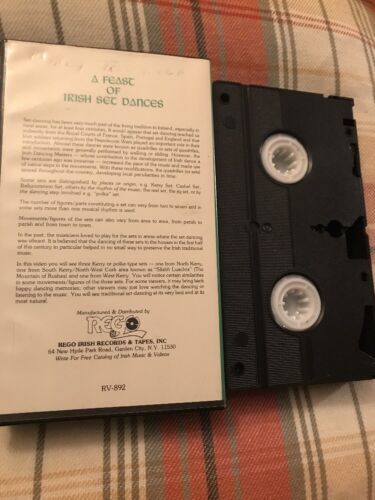 A FEAST
OF
IRISH SET DANCES
Set-dancing has been very much part of the living tradition in Ireland, especially in
rural areas, for at least four centuries. It would appear that set-dancing reached us
indirectly from the Royal Courts of France, Spain, Portugal and England and that
soldiers returning from the Napoleonic Wars played an important role in their
introduction. Abroad these dances were known as quadrilles or sets of quadrilles,
and movements were generally performed by walking or sliding. However, the
Irish Dancing Masters — whose contribution to the development of Irish dance a
few centuries ago was immense — increased the pace of the music and made use
of native steps in the movements. With these modifications, the quadrilles (or sets)
spread throughout the country, developing local peculiarities in time.
Some sets are distinguished by places or origin, e.g. Kerry Set, Cashel Set,
Ballycommon Set, others by the rhythm of the music, the reel set, the jig set, or by
the dancing step involved e.g. "polka" set.
The number of figures/parts constituting a set can vary from two to seven and in
some sets more than one musical rhythm is used.
Movements/figures of the sets can also vary from area to area, from parish to
parish and from town to town.
In the past, the musicians loved to play for the sets in areas where the set dancing
was vibrant. It is believed that the dancing of these sets to the house in the first half
of this century in particular helped in no small way to preserve the Irish traditional
music.
In this video you will see three Kerry or polka-type sets — one from North Kerry,
one from South Kerry/North-West Cork area known as "Sliabh Luachra" (The
Mountain of Rushes) and one from West Kerry. You will notice certain similarities
in some movements/figures of the three sets. For some viewers, it may bring back
happy dancing memories; other viewers may just love watching the dancing or
listening to the music. You will see traditional set-dancing at its very best and at its
most natural.
Manufactured & Distributed by
REGO
REGO IRISH RECORDS & TAPES, INC
64 New Hyde Park Road, Garden City, N.Y. 11530
Write For Free Catalog of Irish Music & Videos
RV-892